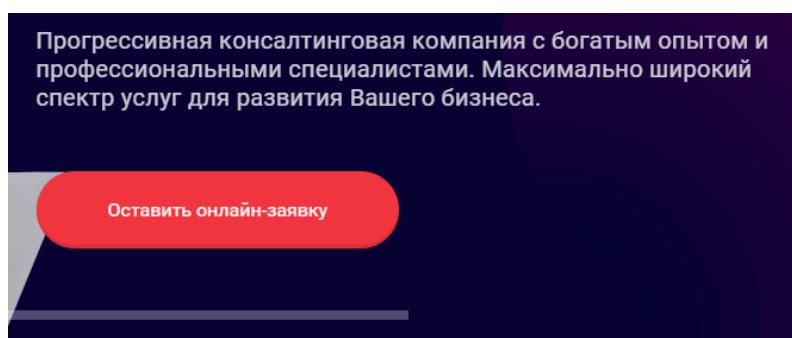 Прогрессивная консалтинговая компания с богатым опытом и
профессиональными специалистами. Максимально широкий
спектр услуг для развития Вашего бизнеса.
Оставить онлайн-заявку